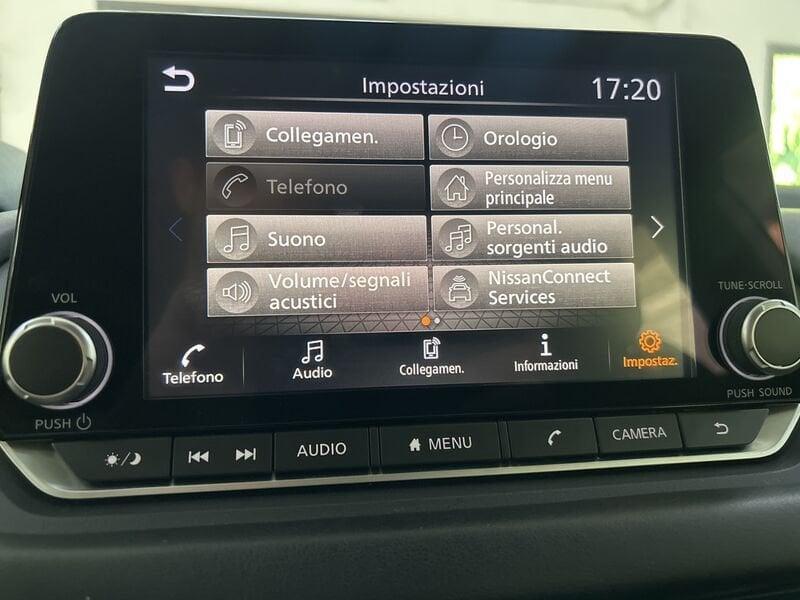 Impostazioni
17:20
Collegamen.
Orologio
Telefono
Personalizza menu
principale
Suono
Personal.
sorgenti audio
Volume/segnali
acustici
NissanConnect
Services
VOL
TUNE·SCROLL
Telefono
Audio
Collegamen.
Informazioni
Impostaz.
PUSH
PUSH SOUND
AUDIO
MENU
CAMERA